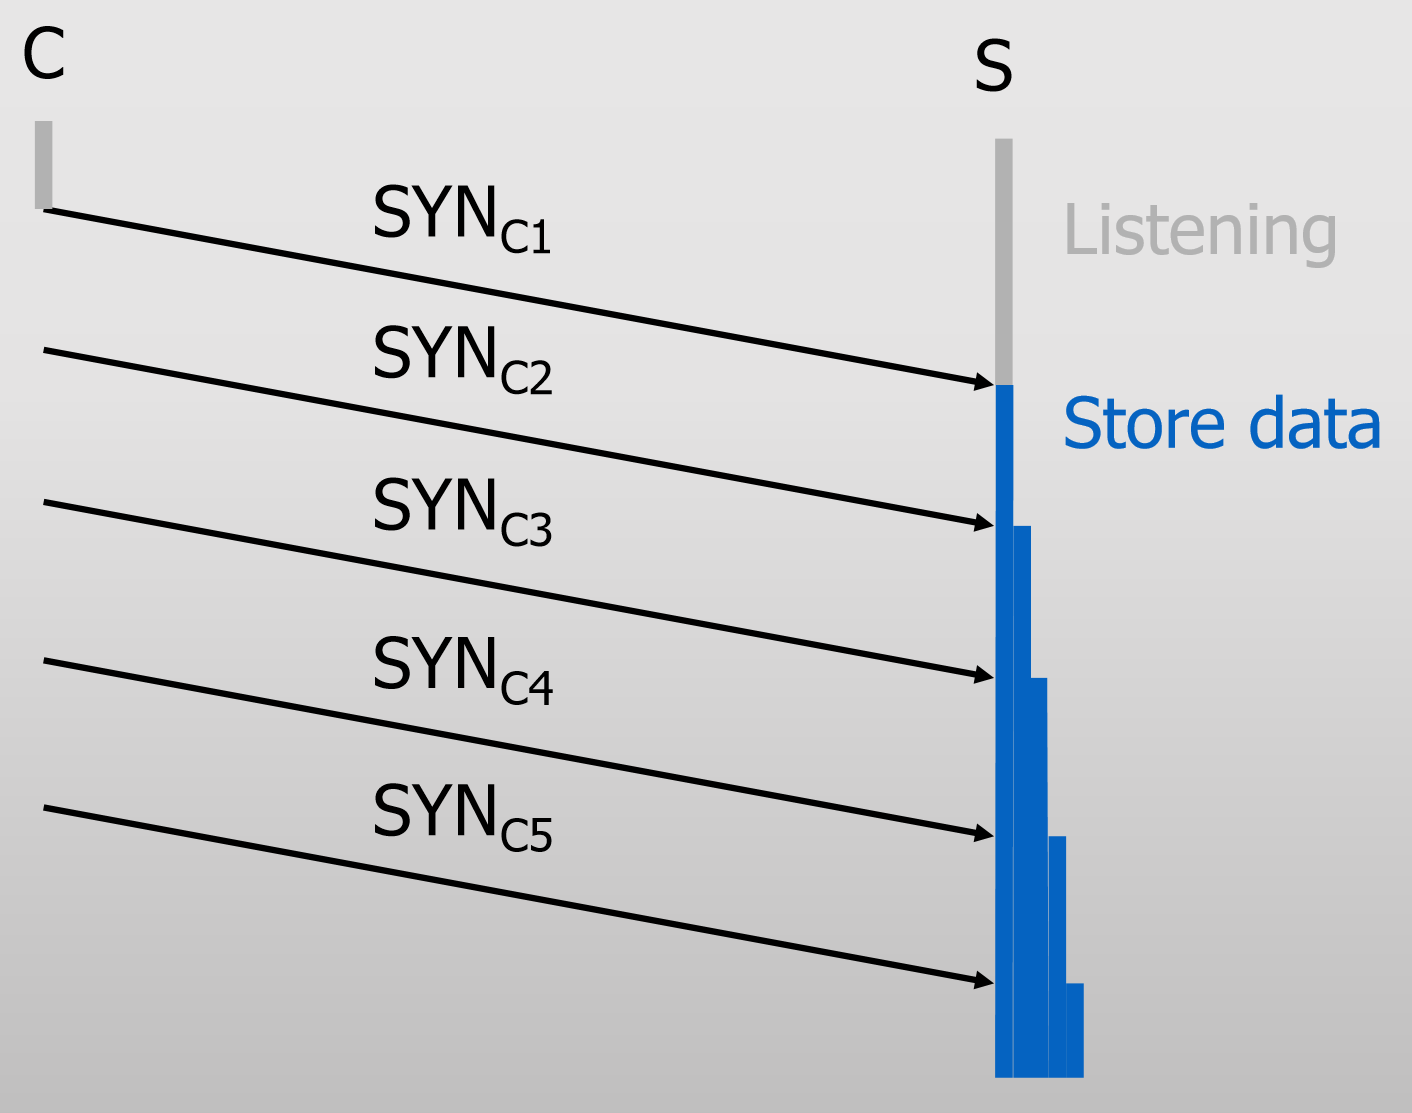 C
S
SYNC1
Listening
SYNC2
Store data
SYNC3
SYNC4
SYNC5